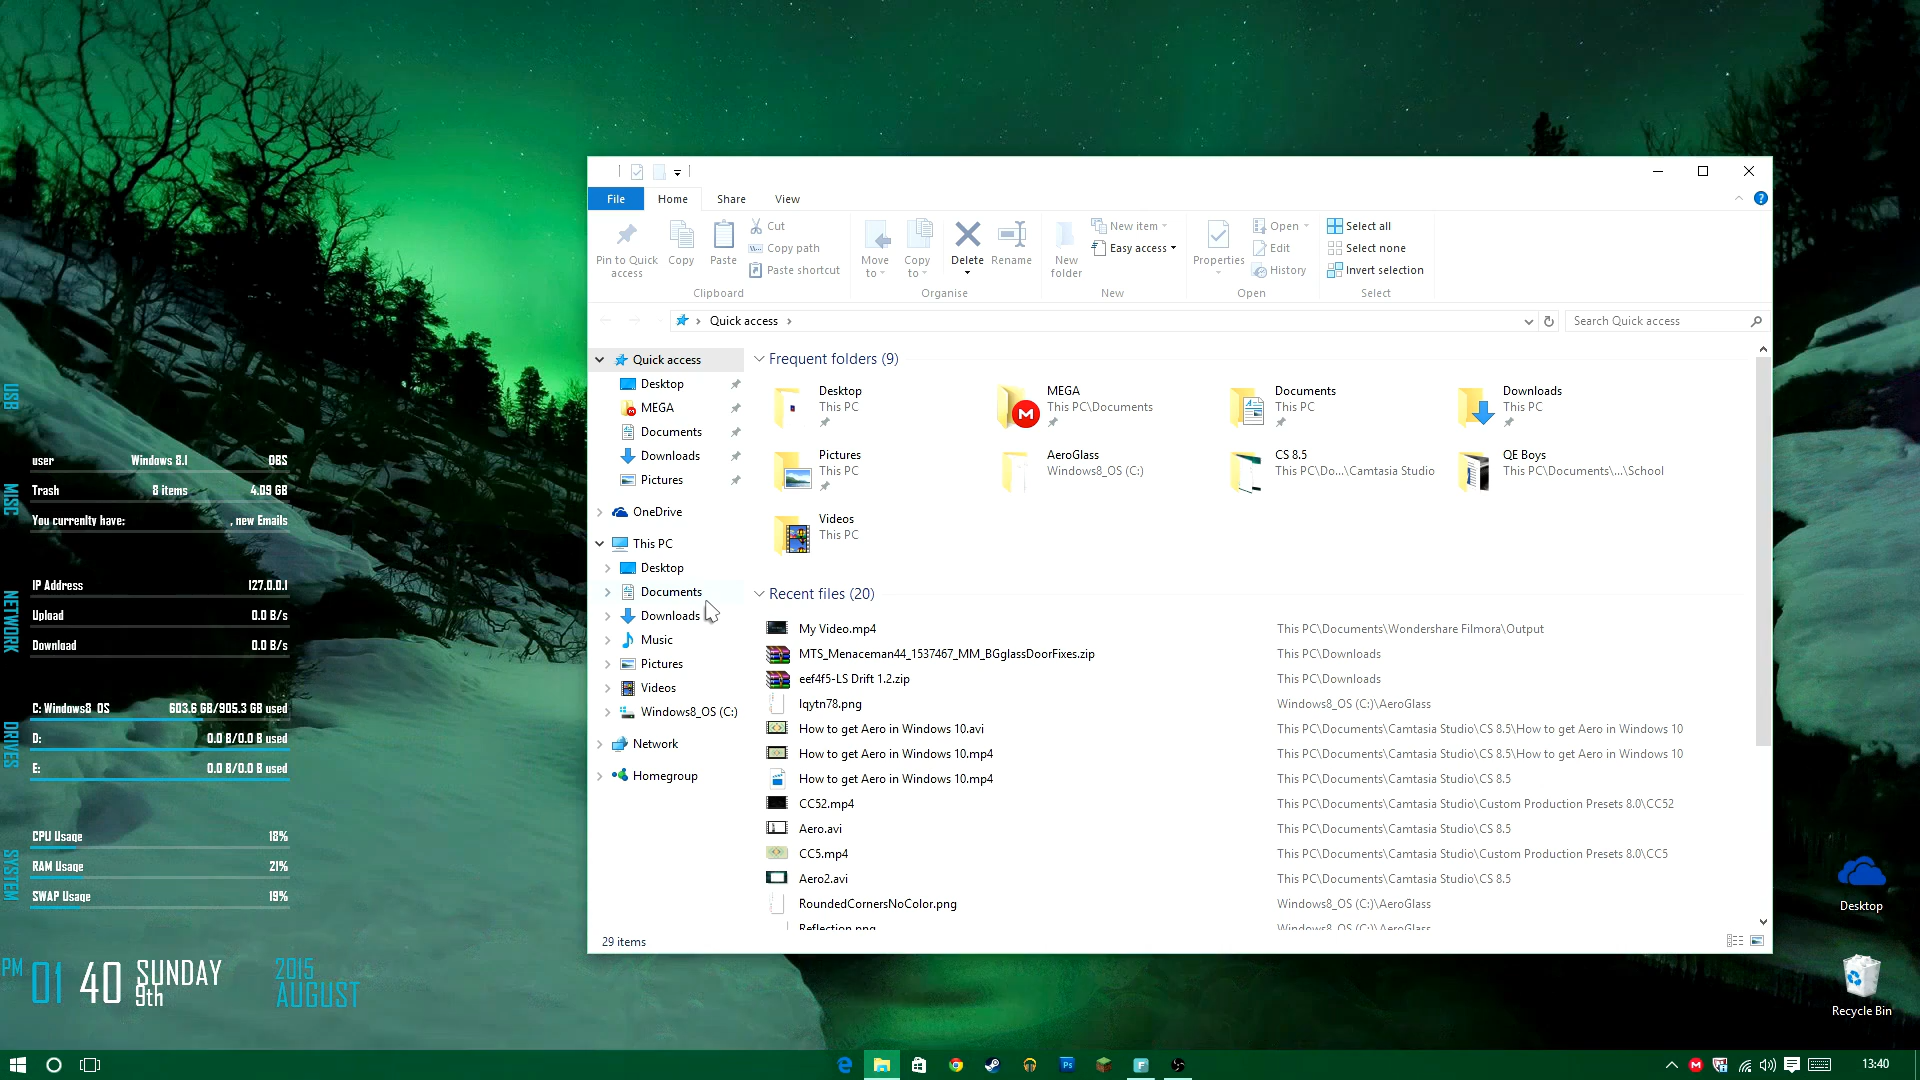 File
Home
Share
View
Pin to Quick
access
Copy
Paste
Cut
Copy path
Paste shortcut
Clipboard
Move
to
Copy
to
Delete
Rename
Organise
New
folder
New item
Easy access
New
Properties
Open
Edit
History
Open
Select all
Select none
Invert selection
Select
Quick access
Search Quick access
Quick access
Desktop
MEGA
Documents
Downloads
Pictures
OneDrive
This PC
Desktop
Documents
Downloads
Music
Pictures
Videos
Windows8_OS (C:)
Network
Homegroup
Frequent folders (9)
Desktop
This PC
MEGA
This PC\Documents
Documents
This PC
Downloads
This PC
Pictures
This PC
AeroGlass
Windows8_OS (C:)
CS 8.5
This PC\Do...\Camtasia Studio
QE Boys
This PC\Documents\...\School
Videos
This PC
Recent files (20)
My Video.mp4 This PC\Documents\Wondershare Filmora\Output
MTS_Menaceman44_1537467_MM_BGglassDoorFixes.zip This PC\Downloads
eef4f5-LS Drift 1.2.zip This PC\Downloads
How to get Aero in Windows 10.avi This PC\Documents\Camtasia Studio\CS 8.5\How to get Aero in Windows 10
How to get Aero in Windows 10.mp4 This PC\Documents\Camtasia Studio\CS 8.5\How to get Aero in Windows 10
How to get Aero in Windows 10.mp4 This PC\Documents\Camtasia Studio\CS 8.5
CC52.mp4 This PC\Documents\Camtasia Studio\Custom Production Presets 8.0\CC52
Aero.avi This PC\Documents\Camtasia Studio\CS 8.5
CC5.mp4 This PC\Documents\Camtasia Studio\Custom Production Presets 8.0\CC5
Aero2.avi This PC\Documents\Camtasia Studio\CS 8.5
RoundedCornersNoColor.png Windows8_OS (C:)\AeroGlass
Reflection.png Windows8_OS (C:)\AeroGlass
29 items
USB
MISC
user Windows 8.1 OBS
Trash 8 items 4.09 GB
You currenlty have: , new Emails
NETWORK
IP Address 127.0.0.1
Upload 0.0 B/s
Download 0.0 B/s
DRIVES
C: Windows8_OS 603.6 GB/905.3 GB used
D: 0.0 B/0.0 B used
E: 0.0 B/0.0 B used
SYSTEM
CPU Usage 18%
RAM Usage 21%
SWAP Usage 19%
PM 01 40 SUNDAY
9th
2015
AUGUST
Desktop
Recycle Bin
Ps
F
13:40